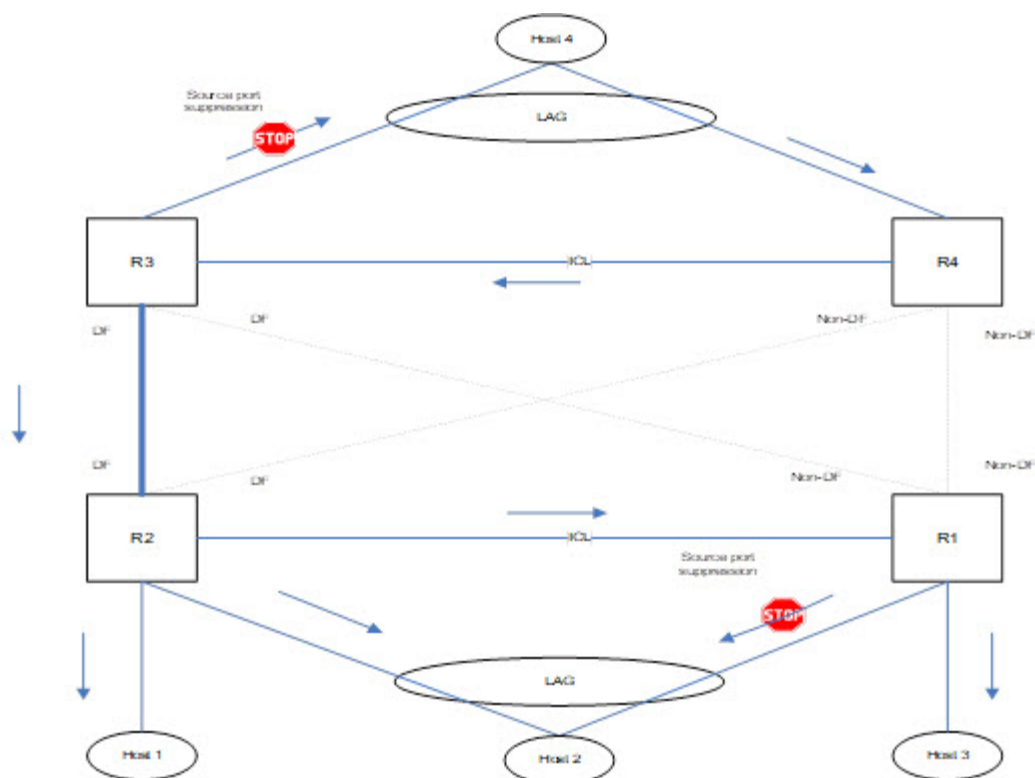 Host 4
Source port
suppression
LAG
STOP
R3
ICL
R4
DF
DF
Non-DF
Non-DF
DF
DF
Non-DF
Non-DF
R2
ICL
R1
Source port
suppression
STOP
LAG
Host 1
Host 2
Host 3